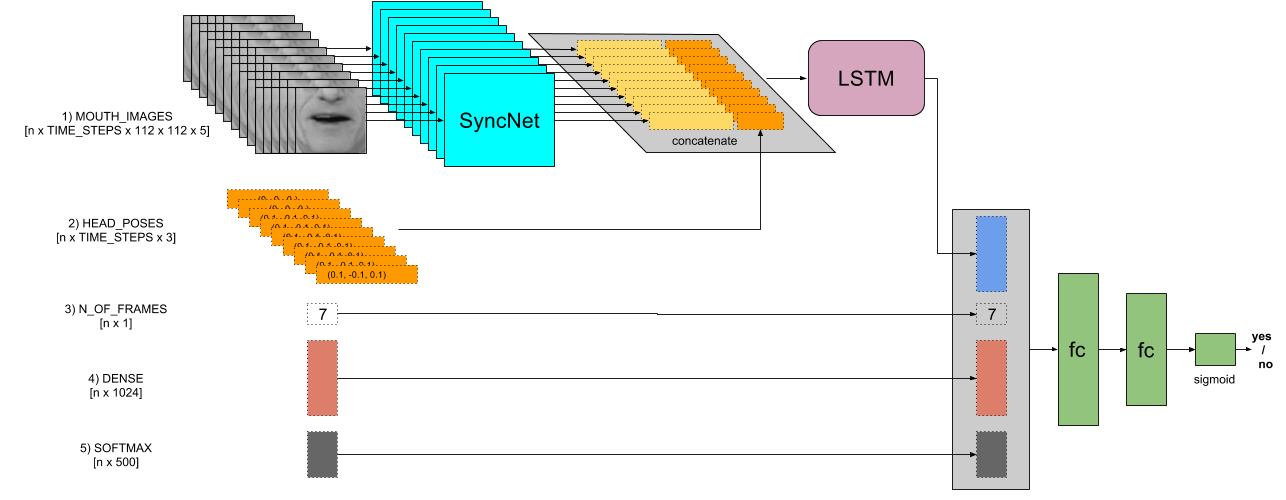 1) MOUTH_IMAGES
[n x TIME_STEPS x 112 x 112 x 5]
SyncNet
concatenate
LSTM
2) HEAD_POSES
[n x TIME_STEPS x 3]
(0.1, -0.1, 0.1)
3) N_OF_FRAMES
[n x 1]
7
7
4) DENSE
[n x 1024]
5) SOFTMAX
[n x 500]
fc
fc
sigmoid
yes
/
no